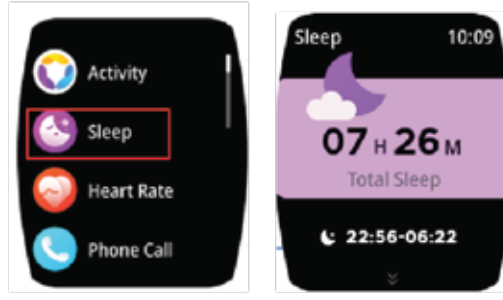 Activity
Sleep
Heart Rate
Phone Call
Sleep 10:09
07 H 26 M
Total Sleep
22:56-06:22